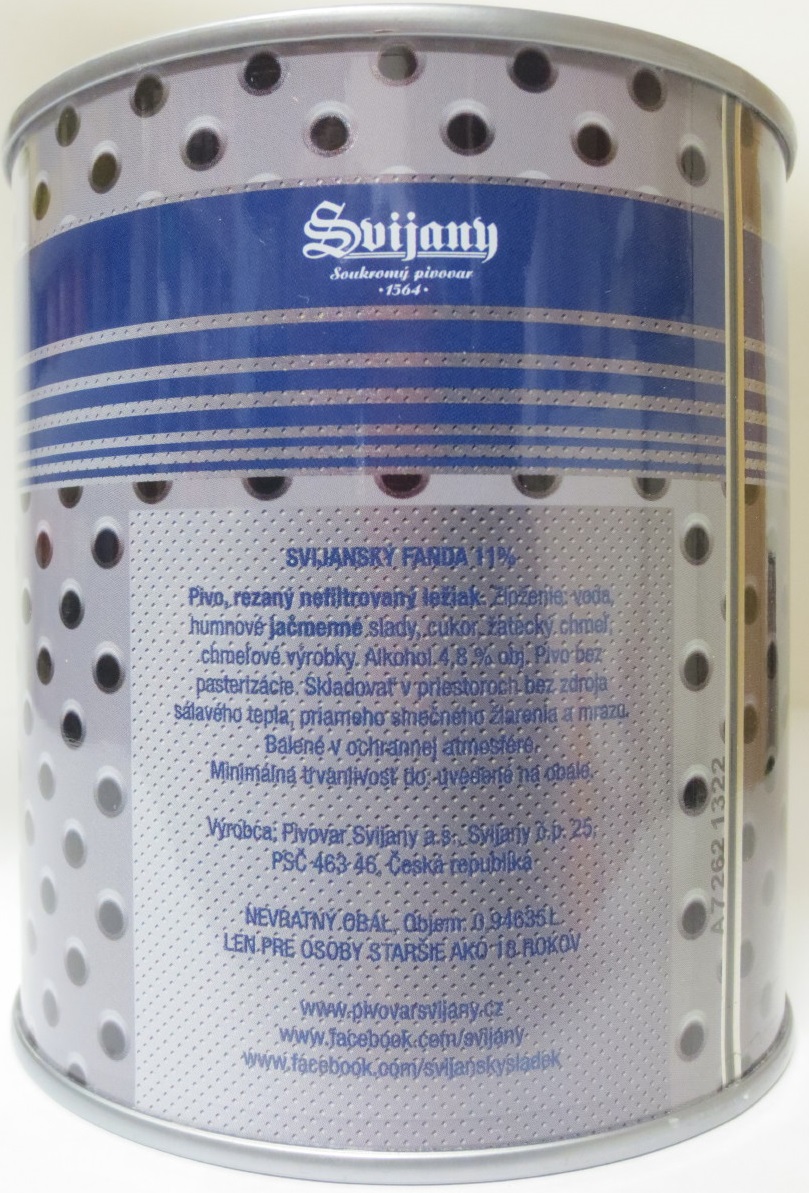 Svijany
Soukromý pivovar
·1564·
SVIJANSKÝ FANDA 11%
Pivo, rezaný nefiltrovaný ležiak. Zloženie: voda,
humnové jačmenné slady, cukor, žatecký chmeľ,
chmeľové výrobky. Alkohol 4,8 % obj. Pivo bez
pasterizácie. Skladovať v priestoroch bez zdroja
sálavého tepla, priameho slnečného žiarenia a mrazu.
Balené v ochrannej atmosfére.
Minimálna trvanlivosť do: uvedené na obale.
Výrobca: Pivovar Svijany a.s., Svijany č.p. 25,
PSČ 463 46, Česká republika
NEVRATNÝ OBAL. Objem: 0.94635 L
LEN PRE OSOBY STARŠIE AKO 18 ROKOV
www.pivovarsvijany.cz
www.facebook.com/svijany
www.facebook.com/svijanskysladek
A7262 1322